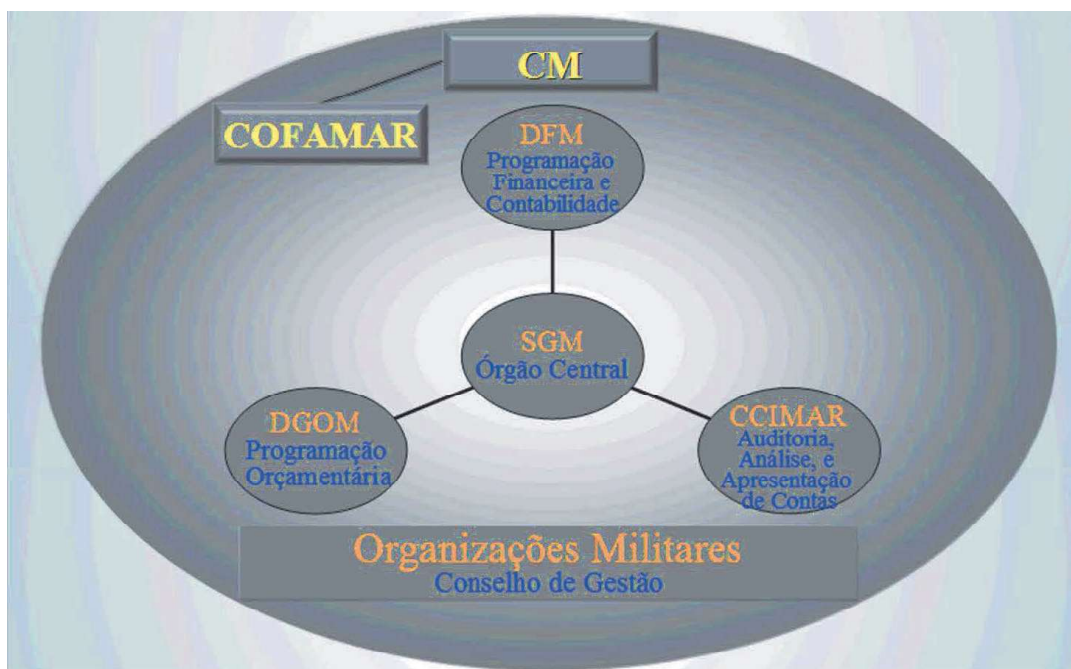 CM
COFAMAR
DFM
Programação
Financeira e
Contabilidade
SGM
Órgão Central
DGOM
Programação
Orçamentária
CCIMAR
Auditoria,
Análise, e
Apresentação
de Contas
Organizações Militares
Conselho de Gestão